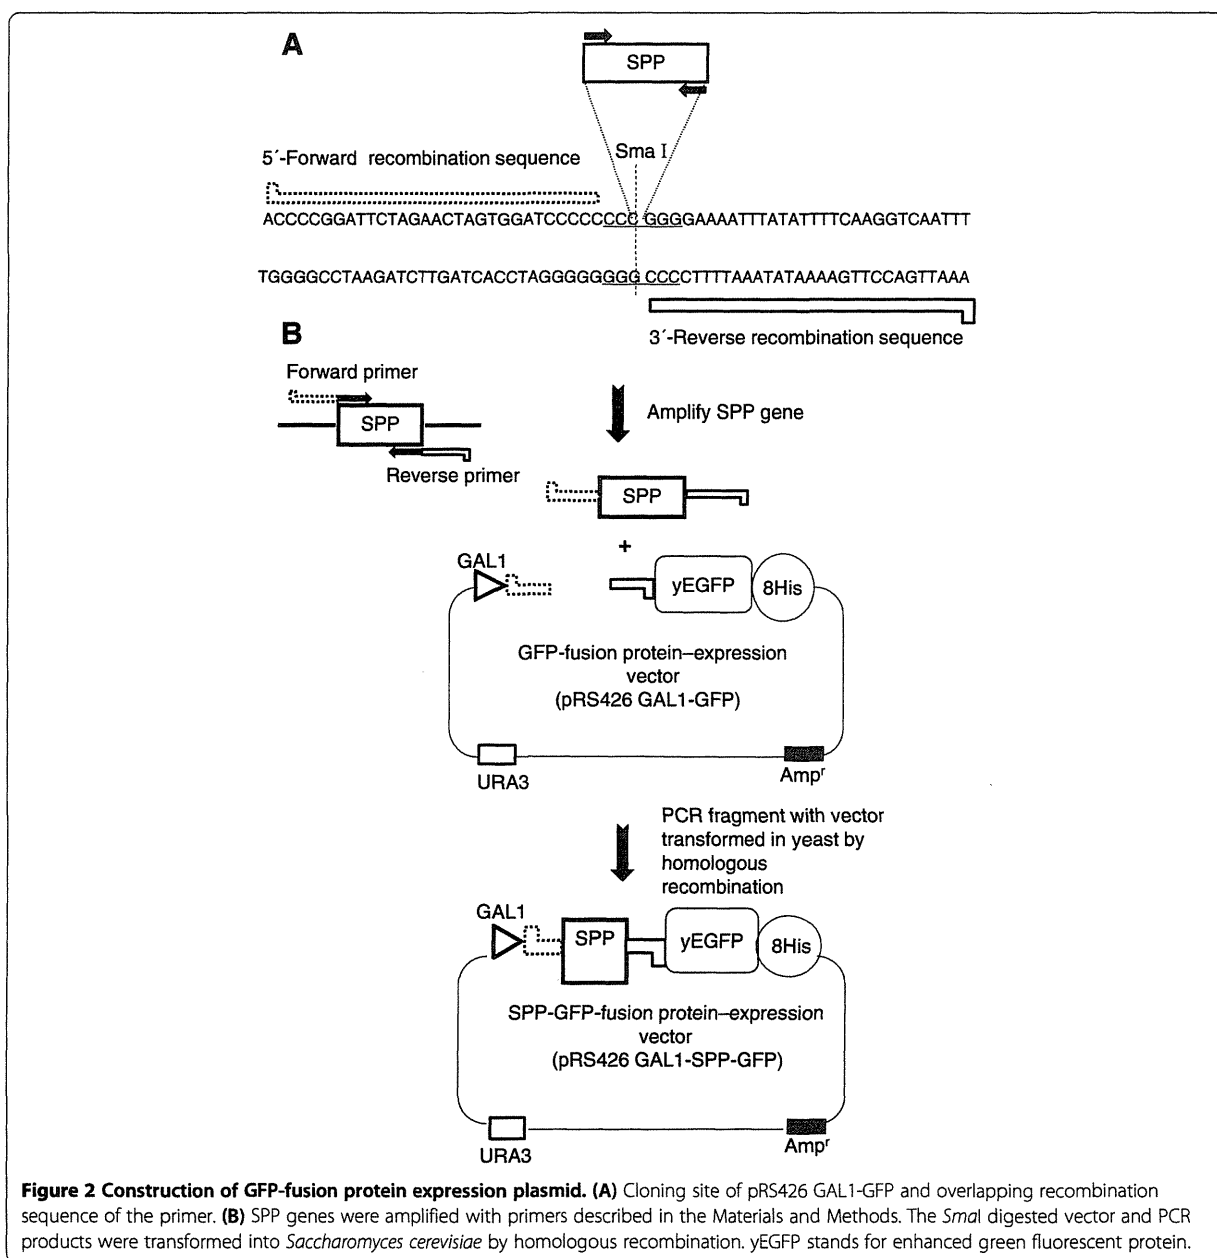 A
SPP
Sma I
5´-Forward recombination sequence
ACCCCGGATTCTAGAACTAGTGGATCCCCCCCCC GGGGAAAATTTATATTTTCAAGGTCAATTT
TGGGGCCTAAGATCTTGATCACCTAGGGGGGGGG CCCCTTTTAAATATAAAAGTTCCAGTTAAA
3´-Reverse recombination sequence
B
Forward primer
SPP
Reverse primer
Amplify SPP gene
SPP
+
GAL1
yEGFP
8His
GFP-fusion protein–expression
vector
(pRS426 GAL1-GFP)
URA3
Ampʳ
PCR fragment with vector
transformed in yeast by
homologous
recombination
GAL1
SPP
yEGFP
8His
SPP-GFP-fusion protein–expression
vector
(pRS426 GAL1-SPP-GFP)
URA3
Ampʳ
Figure 2 Construction of GFP-fusion protein expression plasmid. (A) Cloning site of pRS426 GAL1-GFP and overlapping recombination
sequence of the primer. (B) SPP genes were amplified with primers described in the Materials and Methods. The SmaI digested vector and PCR
products were transformed into Saccharomyces cerevisiae by homologous recombination. yEGFP stands for enhanced green fluorescent protein.